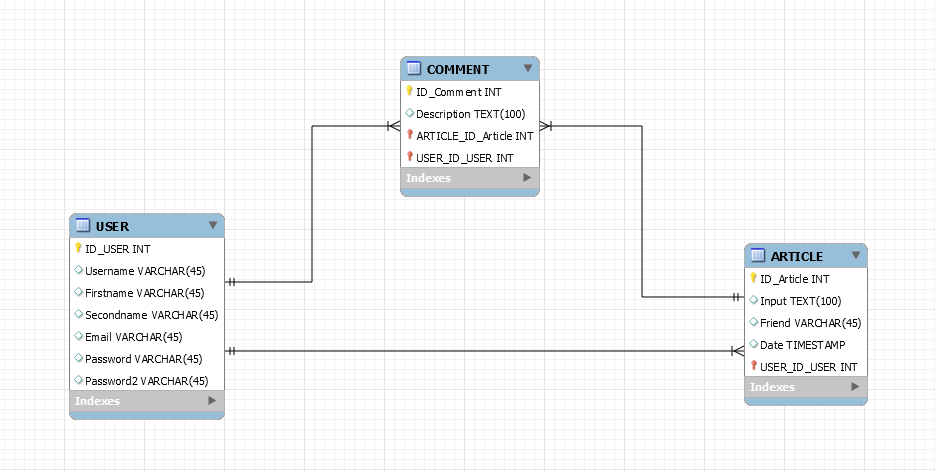 COMMENT
ID_Comment INT
Description TEXT(100)
ARTICLE_ID_Article INT
USER_ID_USER INT
Indexes
USER
ID_USER INT
Username VARCHAR(45)
Firstname VARCHAR(45)
Secondname VARCHAR(45)
Email VARCHAR(45)
Password VARCHAR(45)
Password2 VARCHAR(45)
Indexes
ARTICLE
ID_Article INT
Input TEXT(100)
Friend VARCHAR(45)
Date TIMESTAMP
USER_ID_USER INT
Indexes